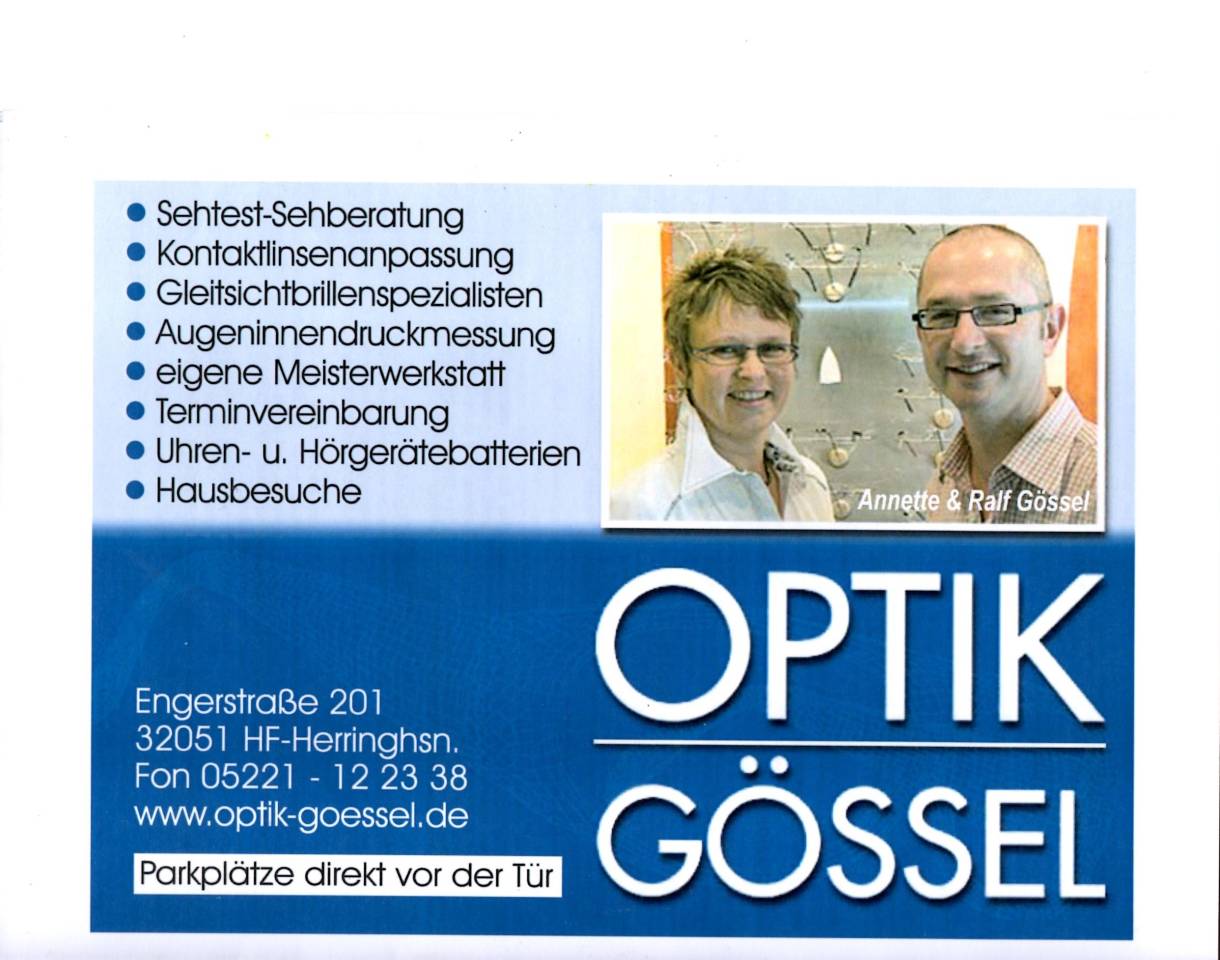 ● Sehtest-Sehberatung
● Kontaktlinsenanpassung
● Gleitsichtbrillenspezialisten
● Augeninnendruckmessung
● eigene Meisterwerkstatt
● Terminvereinbarung
● Uhren- u. Hörgerätebatterien
● Hausbesuche
Annette & Ralf Gössel
OPTIK
GÖSSEL
Engerstraße 201
32051 HF-Herringhsn.
Fon 05221 - 12 23 38
www.optik-goessel.de
Parkplätze direkt vor der Tür